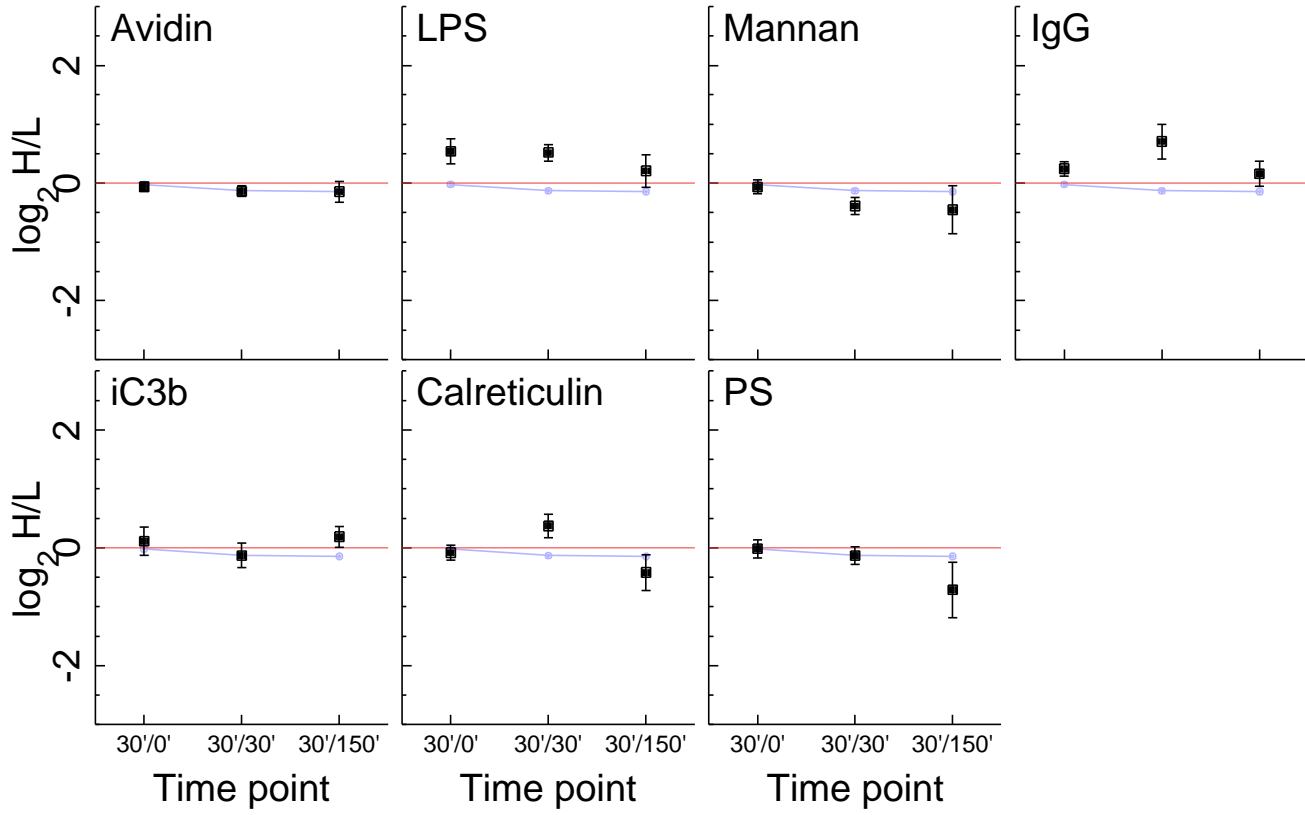 Avidin
LPS
Mannan
IgG
2
0
-2
log2 H/L
iC3b
Calreticulin
PS
2
0
-2
log2 H/L
30'/0' 30'/30' 30'/150'
30'/0' 30'/30' 30'/150'
30'/0' 30'/30' 30'/150'
Time point
Time point
Time point